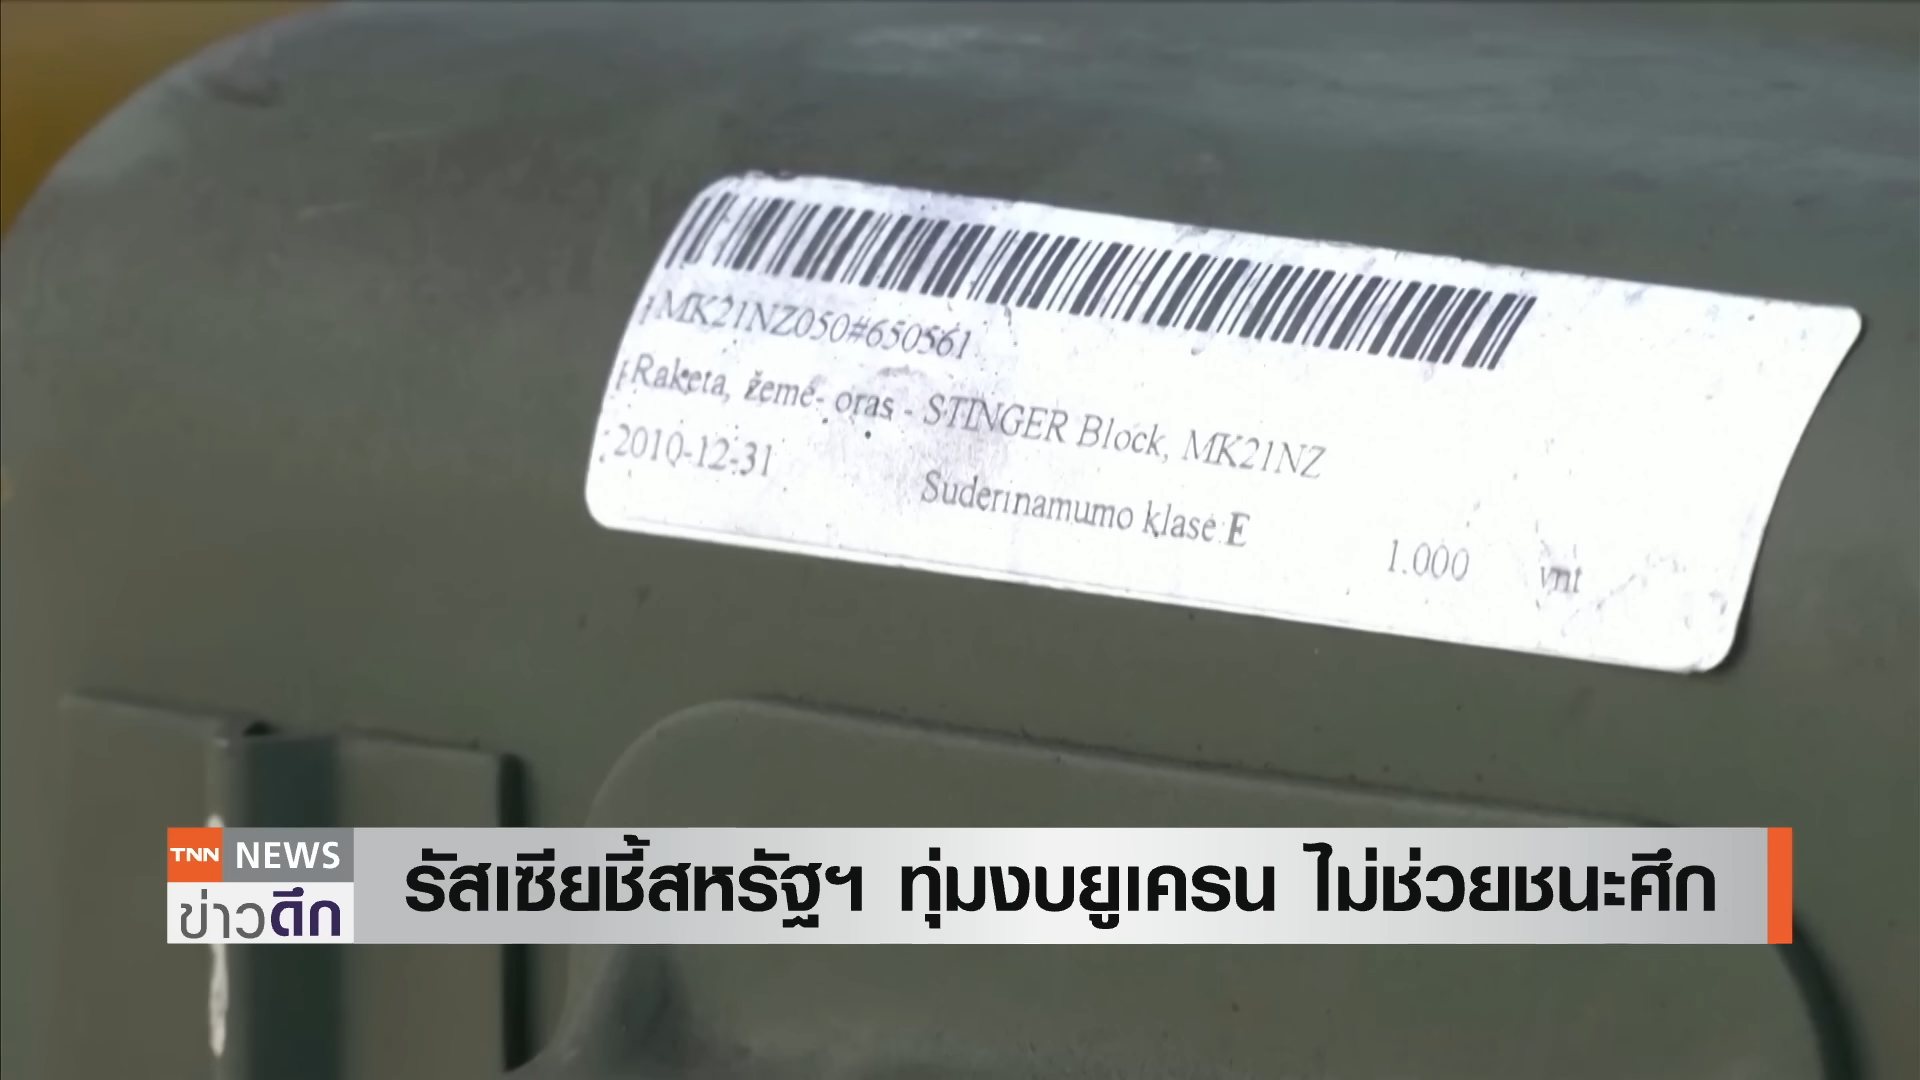 MK21NZ050#650561
Raketa, žemė- oras - STINGER Block, MK21NZ
2010-12-31
Suderinamumo klasė: E
1.000 vnt
TNN NEWS
ข่าวดึก
รัสเซียชี้สหรัฐฯ ทุ่มงบยูเครน ไม่ช่วยชนะศึก